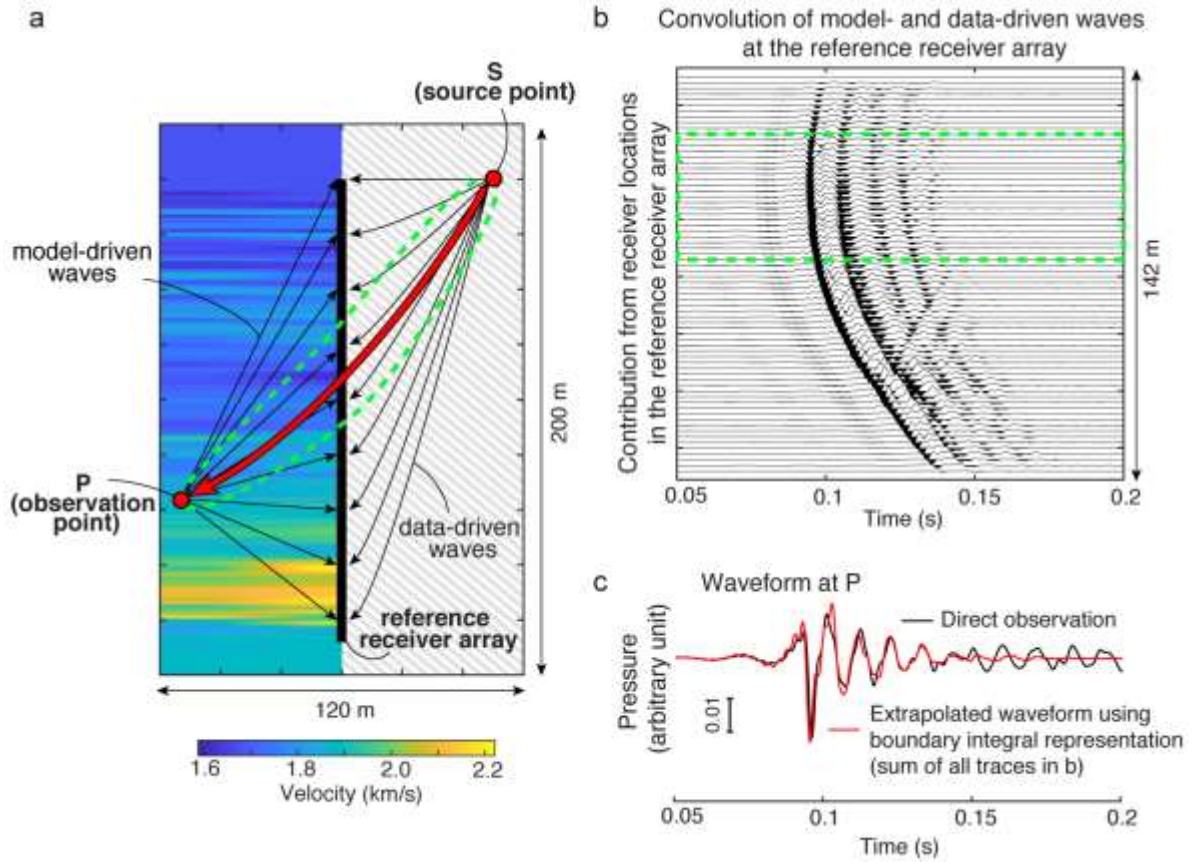 a
S
(source point)
model-driven
waves
200 m
P
(observation
point)
data-driven
waves
reference
receiver array
120 m
1.6 1.8 2.0 2.2
Velocity (km/s)
b Convolution of model- and data-driven waves
at the reference receiver array
Contribution from receiver locations
in the reference receiver array
142 m
0.05 0.1 0.15 0.2
Time (s)
c Waveform at P
Pressure
(arbitrary unit)
0.01
Direct observation
Extrapolated waveform using
boundary integral representation
(sum of all traces in b)
0.05 0.1 0.15 0.2
Time (s)